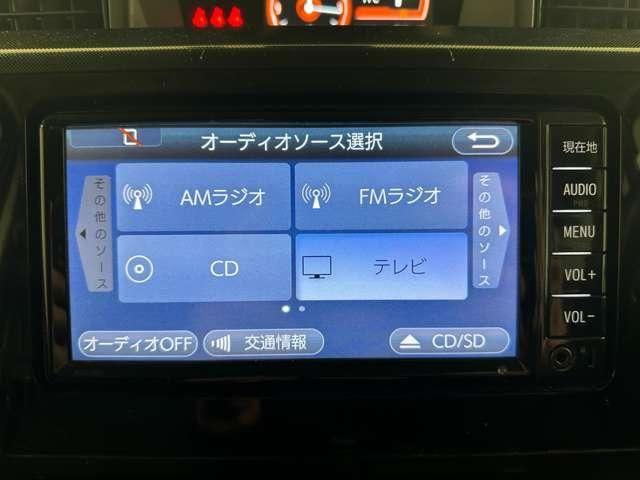 オーディオソース選択
現在地
その他のソース
AMラジオ
FMラジオ
その他のソース
AUDIO
MENU
CD
テレビ
VOL+
VOL-
オーディオOFF
交通情報
CD/SD